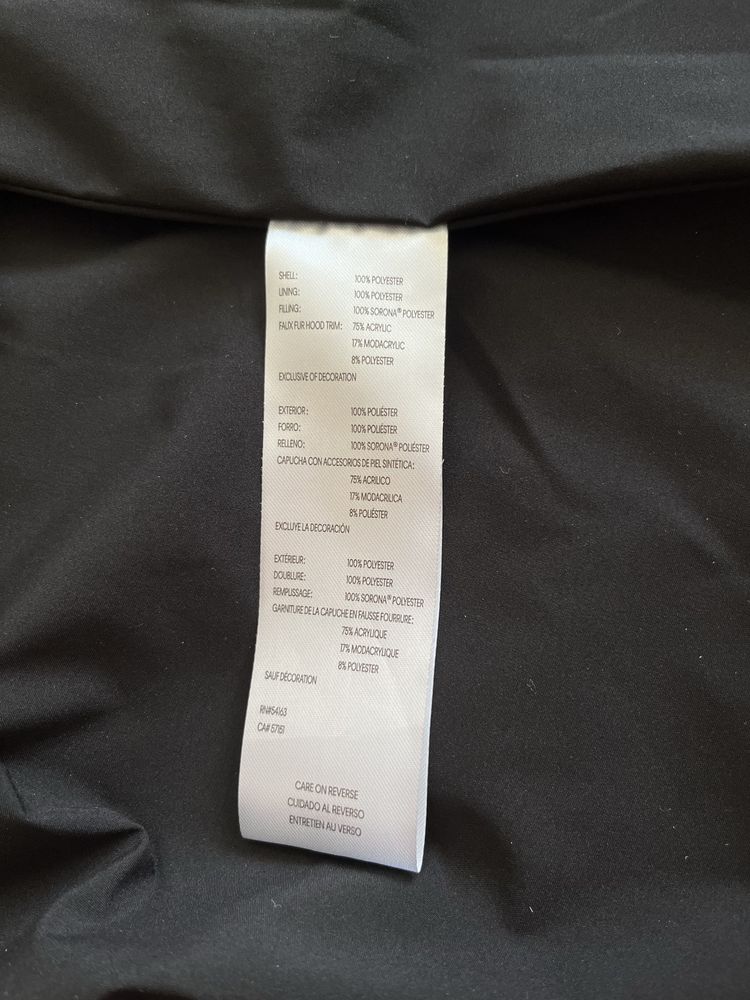 SHELL: 100% POLYESTER
LINING: 100% POLYESTER
FILLING: 100% SORONA® POLYESTER
FAUX FUR HOOD TRIM: 75% ACRYLIC
17% MODACRYLIC
8% POLYESTER
EXCLUSIVE OF DECORATION
EXTERIOR: 100% POLIÉSTER
FORRO: 100% POLIÉSTER
RELLENO: 100% SORONA® POLIÉSTER
CAPUCHA CON ACCESORIOS DE PIEL SINTÉTICA:
75% ACRILICO
17% MODACRILICA
8% POLIÉSTER
EXCLUYE LA DECORACIÓN
EXTÉRIEUR: 100% POLYESTER
DOUBLURE: 100% POLYESTER
REMPLISSAGE: 100% SORONA® POLYESTER
GARNITURE DE LA CAPUCHE EN FAUSSE FOURRURE:
75% ACRYLIQUE
17% MODACRYLIQUE
8% POLYESTER
SAUF DÉCORATION
RN#54163
CA# 57151
CARE ON REVERSE
CUIDADO AL REVERSO
ENTRETIEN AU VERSO